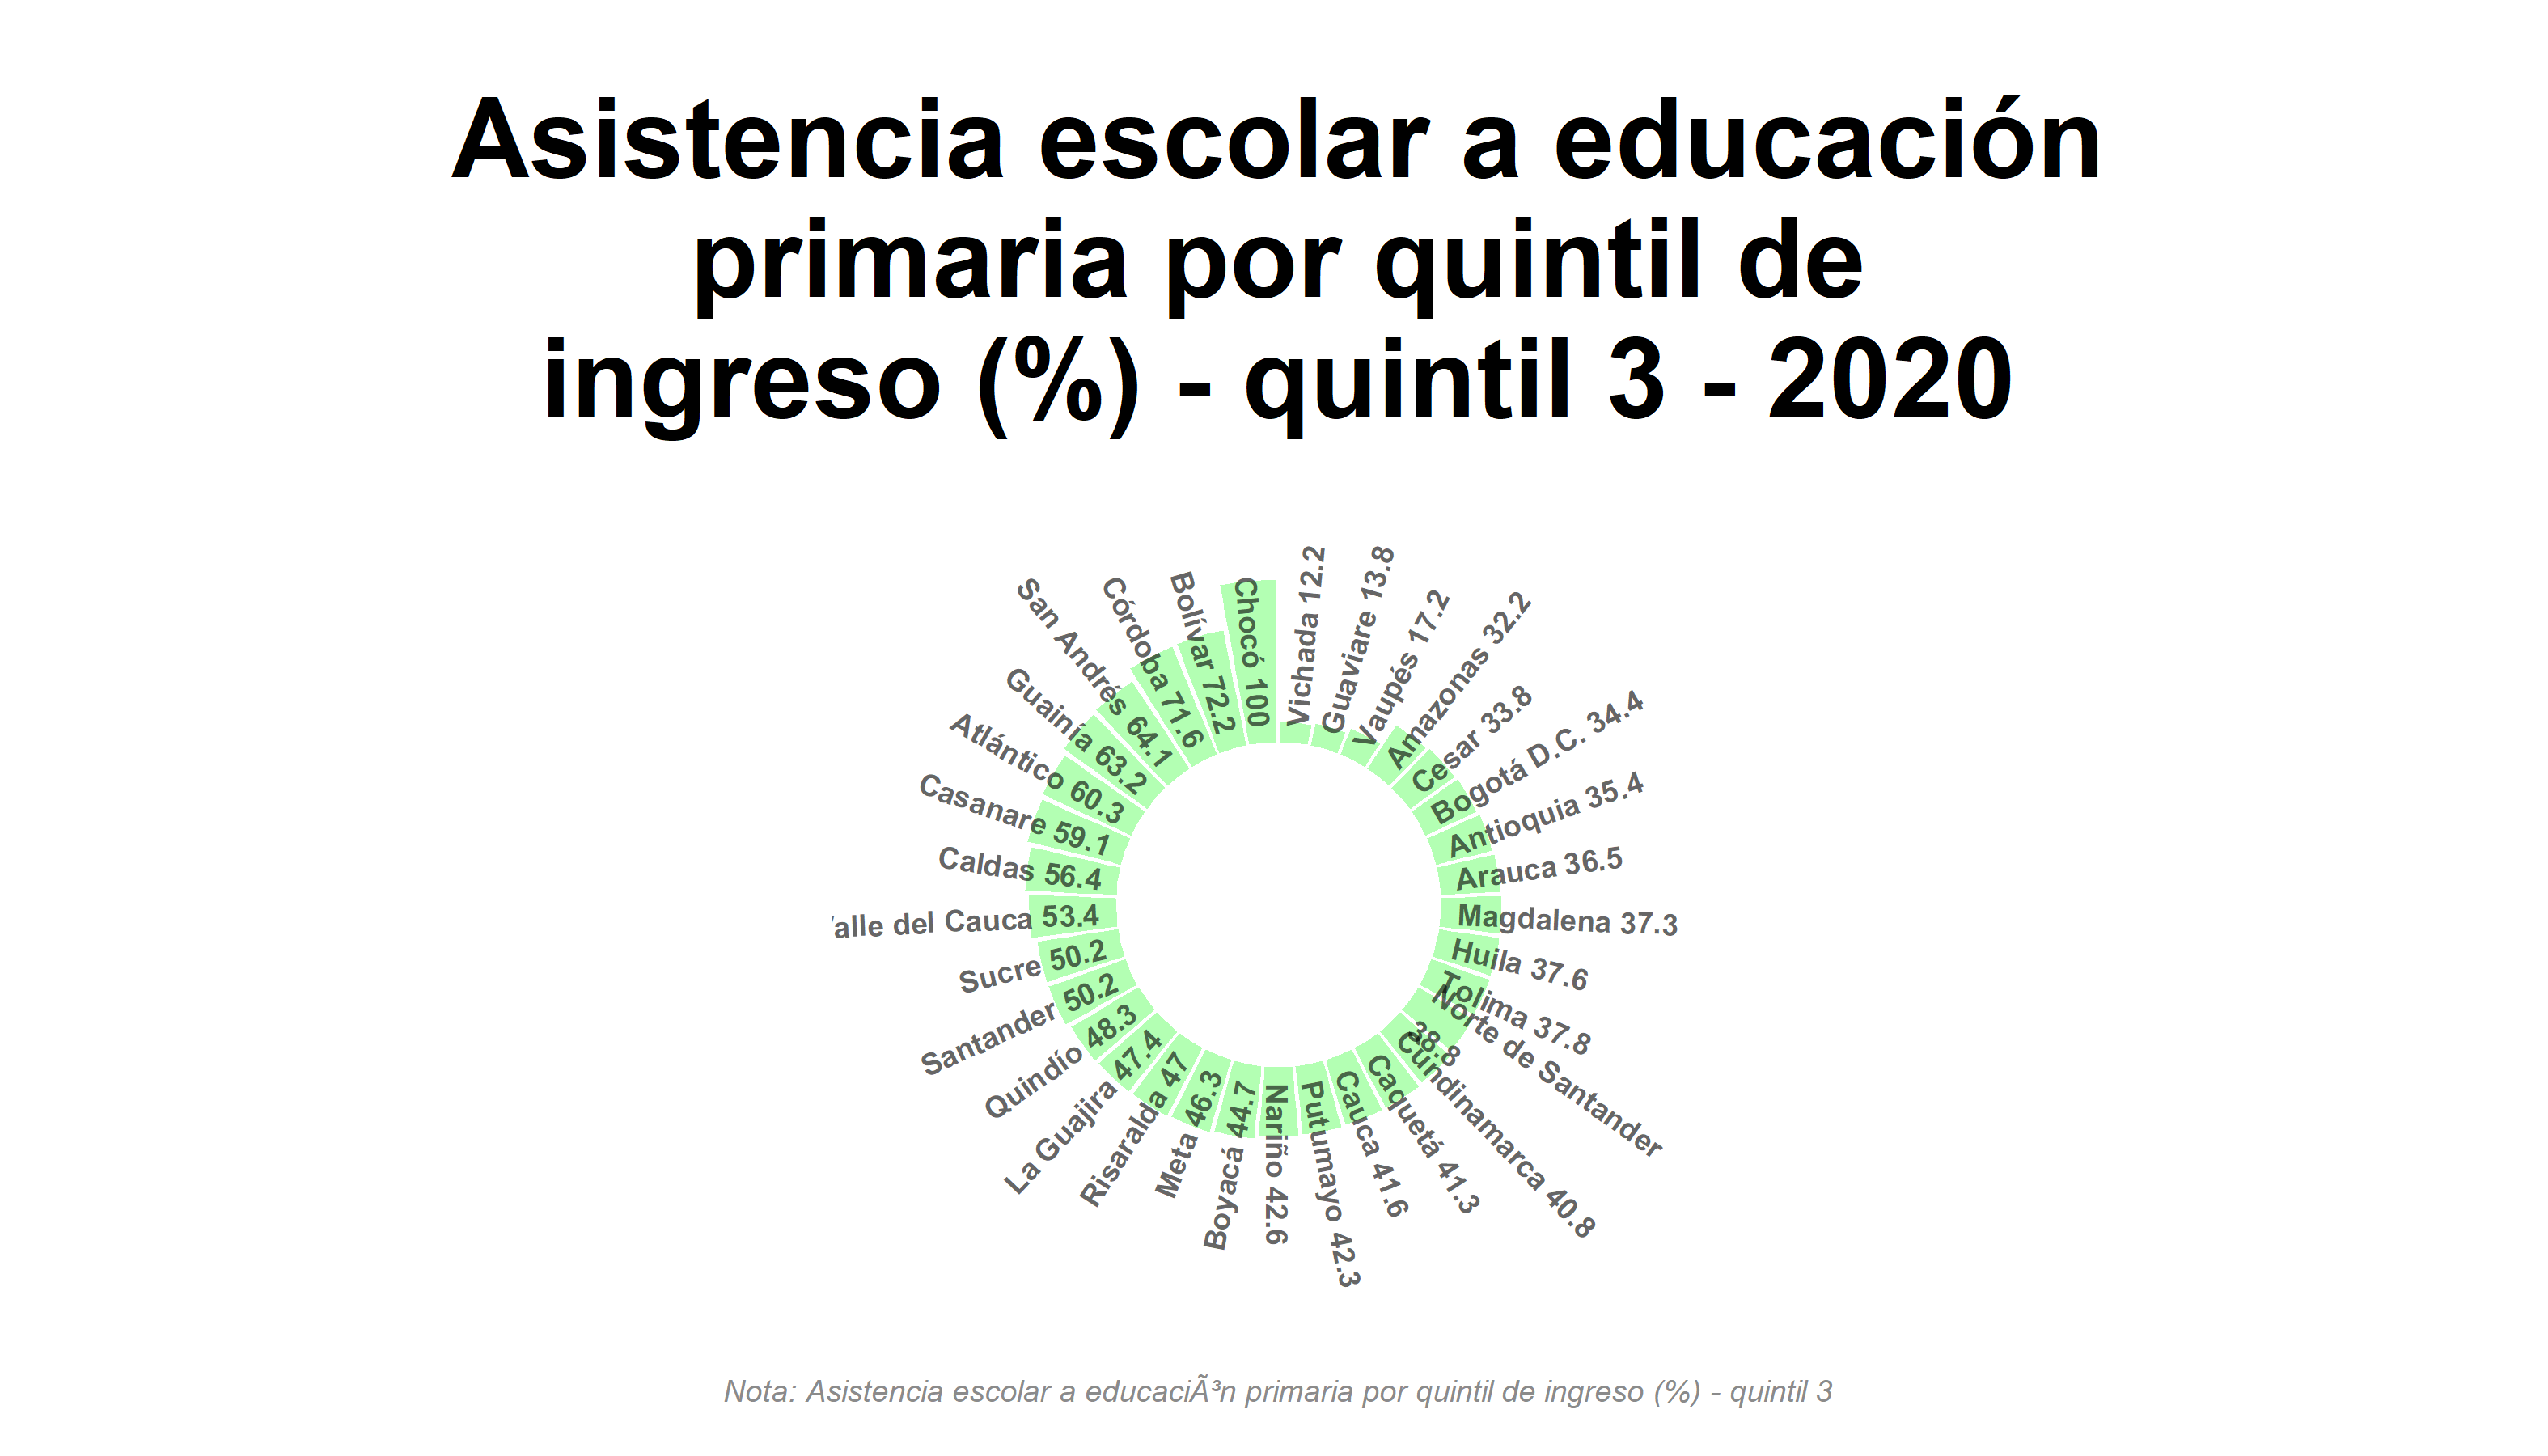 Asistencia escolar a educación
primaria por quintil de
ingreso (%) - quintil 3 - 2020
Vichada 12.2
Guaviare 13.8
Vaupés 17.2
Amazonas 32.2
Cesar 33.8
Bogotá D.C. 34.4
Antioquia 35.4
Arauca 36.5
Magdalena 37.3
Huila 37.6
Tolima 37.8
Norte de Santander
38.8
Cundinamarca 40.8
Caquetá 41.3
Cauca 41.6
Putumayo 42.3
Nariño 42.6
Boyacá 44.7
Meta 46.3
Risaralda 47
La Guajira 47.4
Quindío 48.3
Santander 50.2
Sucre 50.2
alle del Cauca 53.4
Caldas 56.4
Casanare 59.1
Atlántico 60.3
Guainía 63.2
San Andrés 64.1
Córdoba 71.6
Bolívar 72.2
Chocó 100
Nota: Asistencia escolar a educaciÃ³n primaria por quintil de ingreso (%) - quintil 3